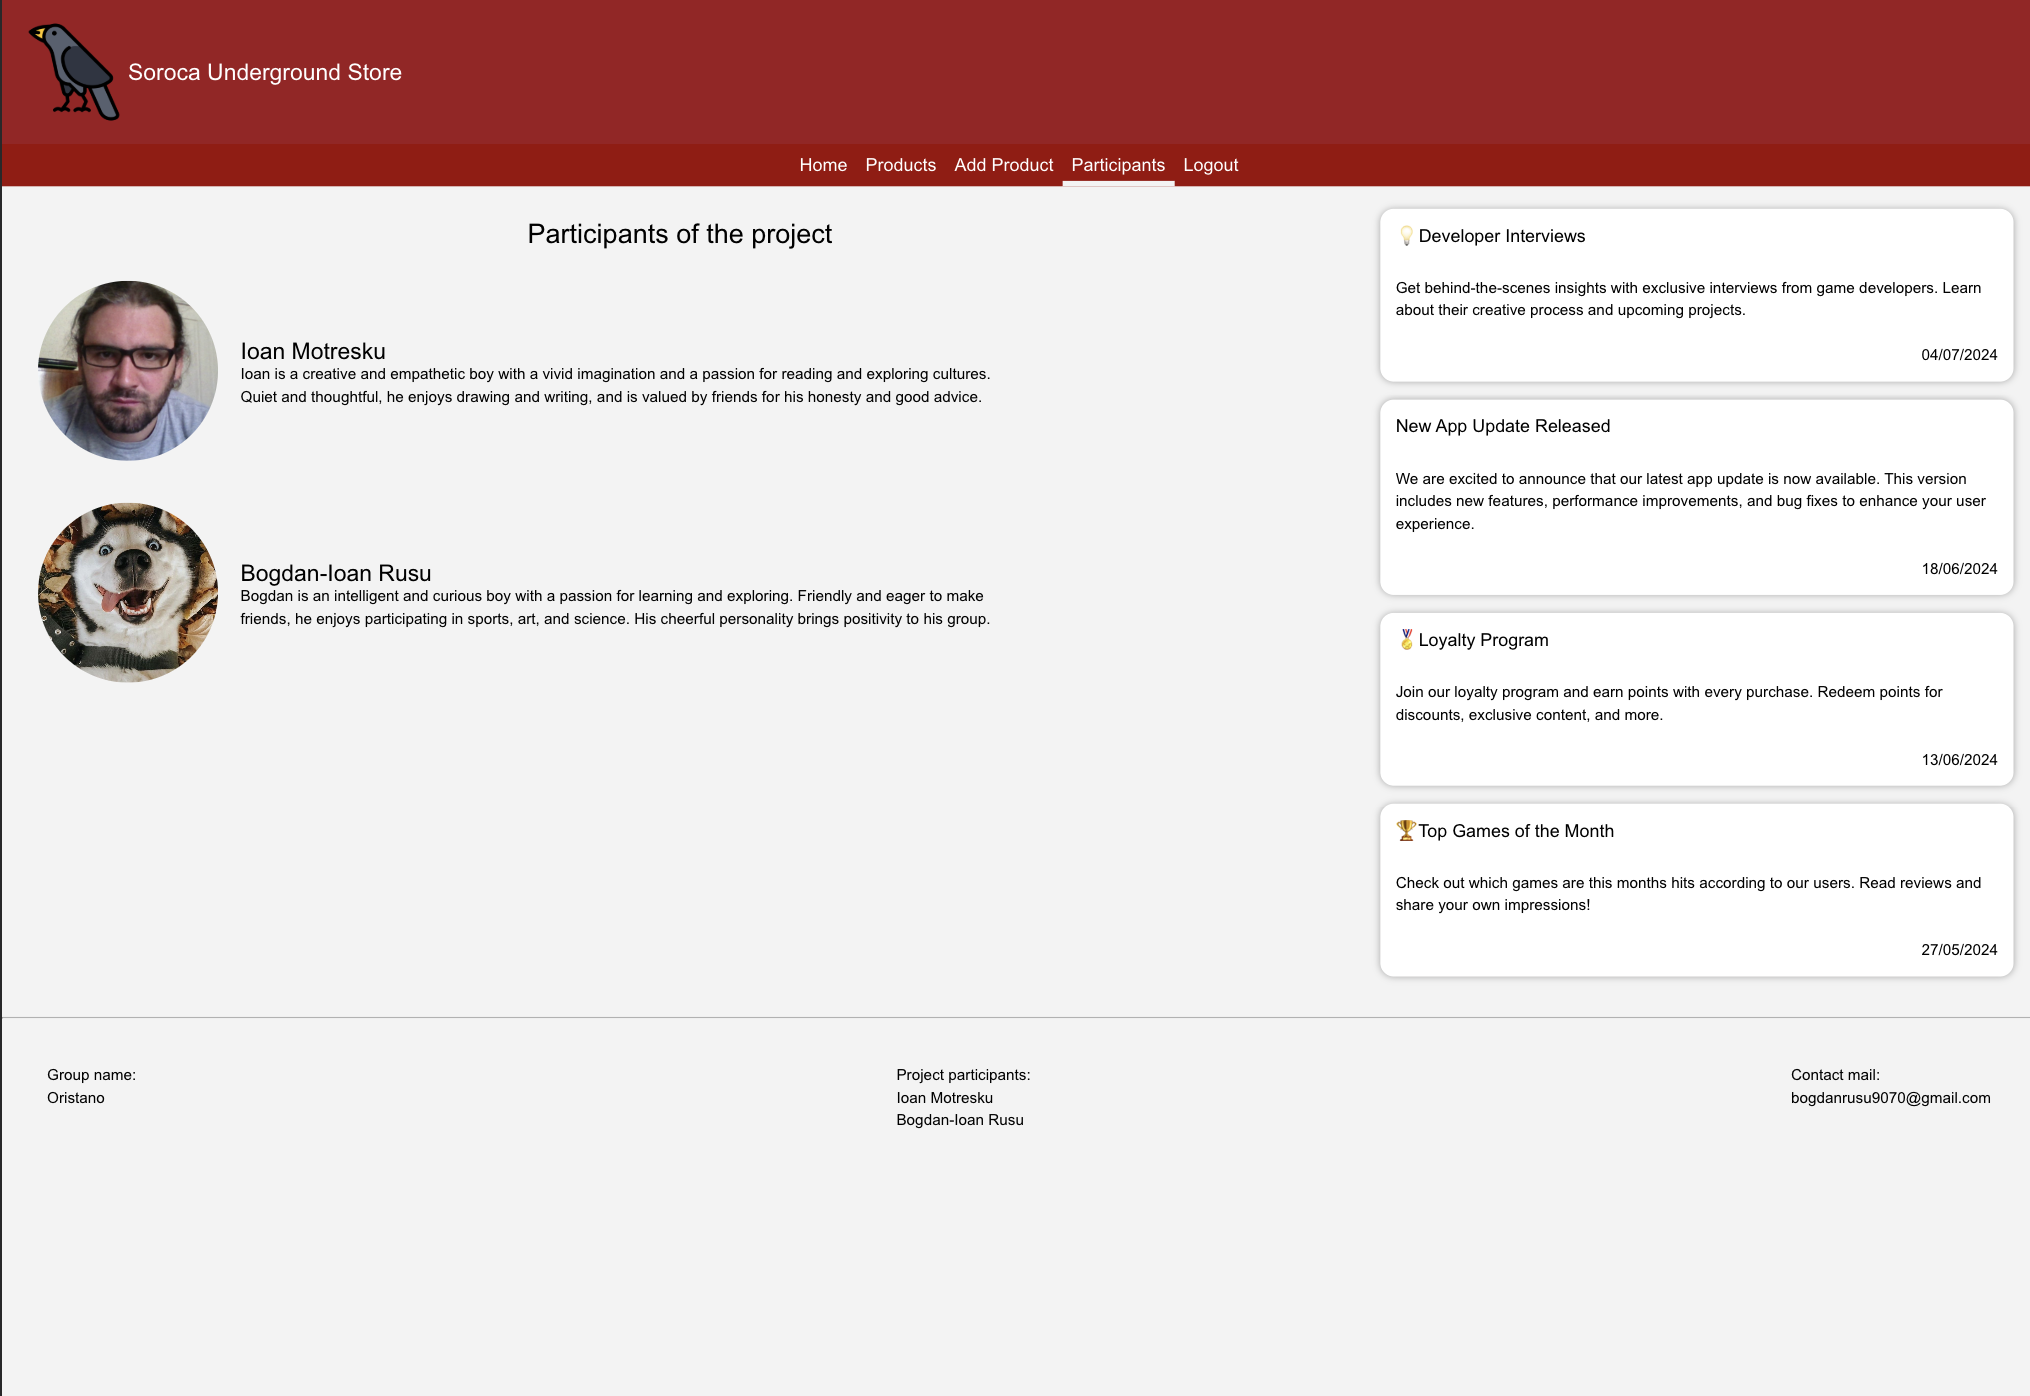 Soroca Underground Store
Home Products Add Product Participants Logout
Participants of the project
Ioan Motresku
Ioan is a creative and empathetic boy with a vivid imagination and a passion for reading and exploring cultures.
Quiet and thoughtful, he enjoys drawing and writing, and is valued by friends for his honesty and good advice.
Bogdan-Ioan Rusu
Bogdan is an intelligent and curious boy with a passion for learning and exploring. Friendly and eager to make
friends, he enjoys participating in sports, art, and science. His cheerful personality brings positivity to his group.
💡Developer Interviews
Get behind-the-scenes insights with exclusive interviews from game developers. Learn
about their creative process and upcoming projects.
04/07/2024
New App Update Released
We are excited to announce that our latest app update is now available. This version
includes new features, performance improvements, and bug fixes to enhance your user
experience.
18/06/2024
🏅Loyalty Program
Join our loyalty program and earn points with every purchase. Redeem points for
discounts, exclusive content, and more.
13/06/2024
🏆Top Games of the Month
Check out which games are this months hits according to our users. Read reviews and
share your own impressions!
27/05/2024
Group name:
Oristano
Project participants:
Ioan Motresku
Bogdan-Ioan Rusu
Contact mail:
bogdanrusu9070@gmail.com